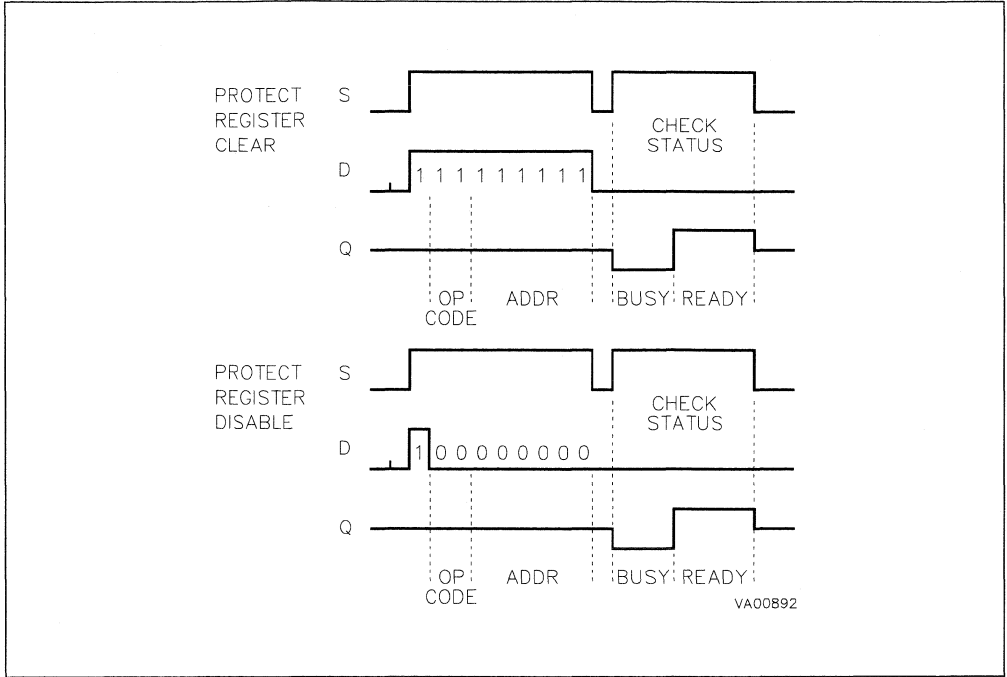 PROTECT REGISTER CLEAR
S
CHECK STATUS
D
1 1 1 1 1 1 1 1 1
Q
OP CODE
ADDR
BUSY
READY
PROTECT REGISTER DISABLE
S
CHECK STATUS
D
1 0 0 0 0 0 0 0 0
Q
OP CODE
ADDR
BUSY
READY
VA00892